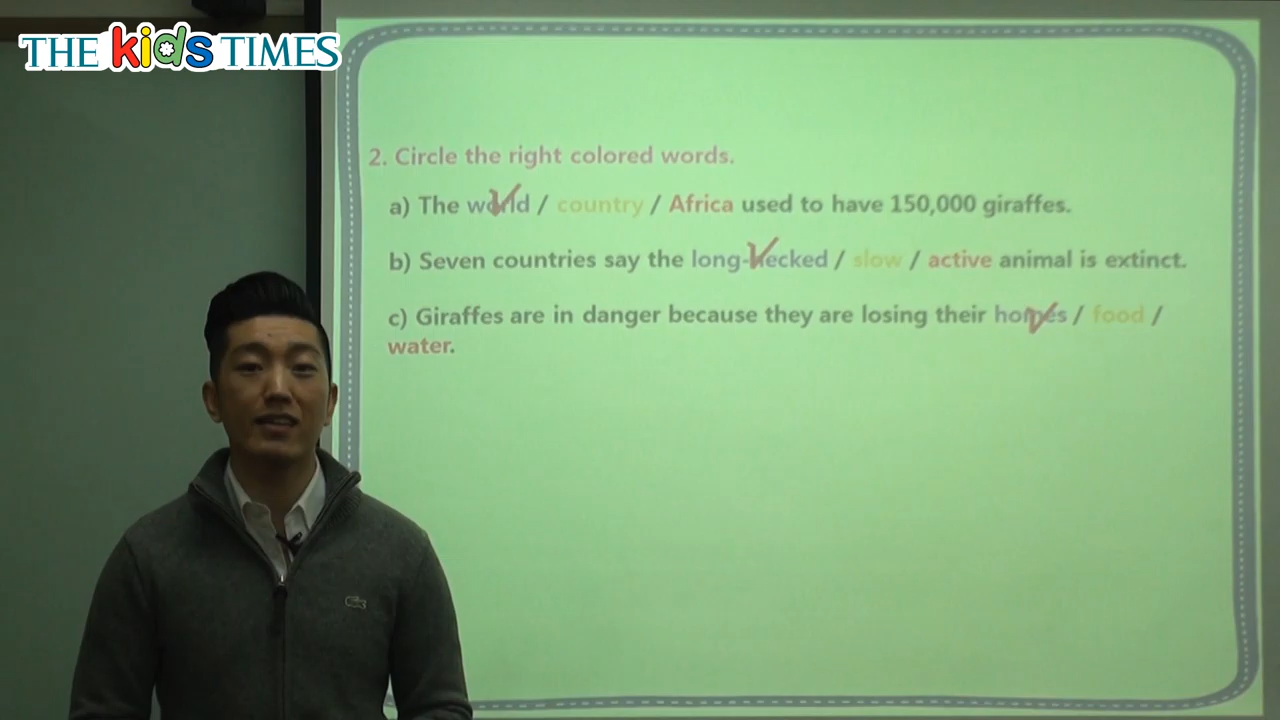 THE kids TIMES
2. Circle the right colored words.
a) The world / country / Africa used to have 150,000 giraffes.
b) Seven countries say the long-necked / slow / active animal is extinct.
c) Giraffes are in danger because they are losing their homes / food /
water.